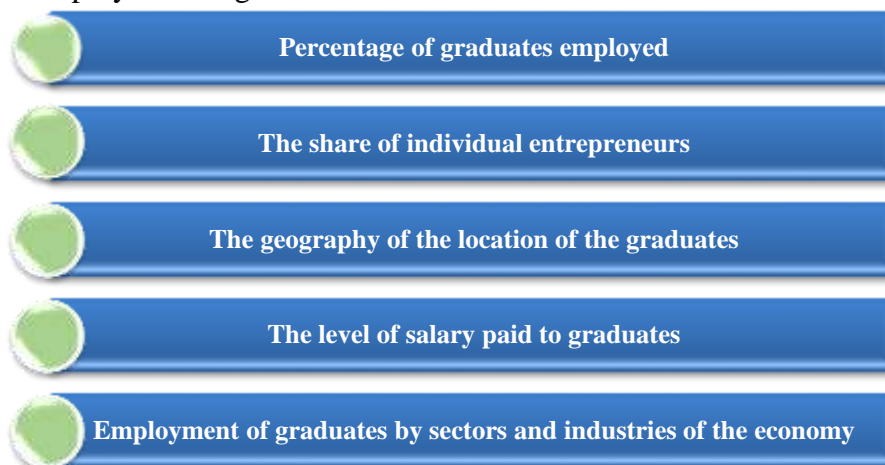 Percentage of graduates employed
The share of individual entrepreneurs
The geography of the location of the graduates
The level of salary paid to graduates
Employment of graduates by sectors and industries of the economy